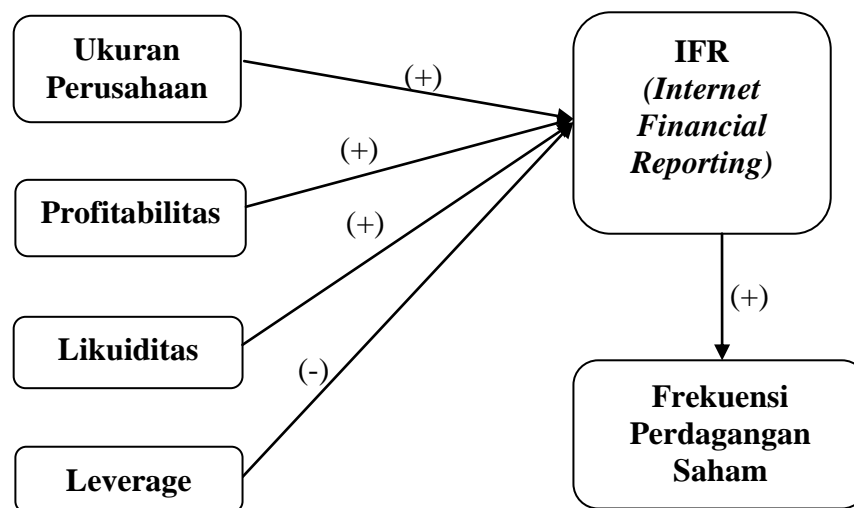 Ukuran
Perusahaan
(+)
IFR
(Internet
Financial
Reporting)
Profitabilitas
(+)
Likuiditas
(+)
Leverage
(-)
(+)
Frekuensi
Perdagangan
Saham